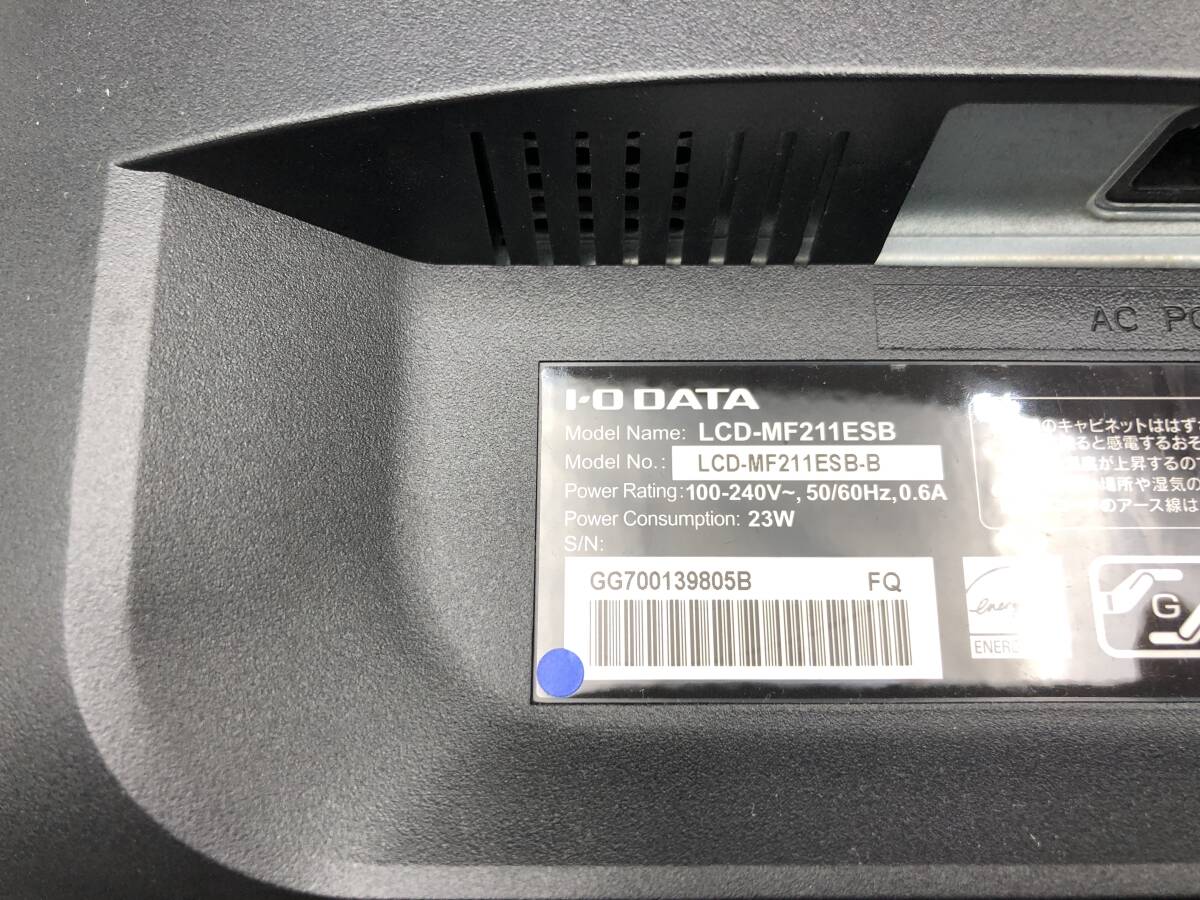 AC PO
I-O DATA
Model Name: LCD-MF211ESB
Model No.: LCD-MF211ESB-B
Power Rating: 100-240V~, 50/60Hz, 0.6A
Power Consumption: 23W
S/N:
GG700139805B FQ
のキャビネットははず
ると感電するおそ
が上昇するので
場所や湿気の
のアース線は
energy
ENER
G